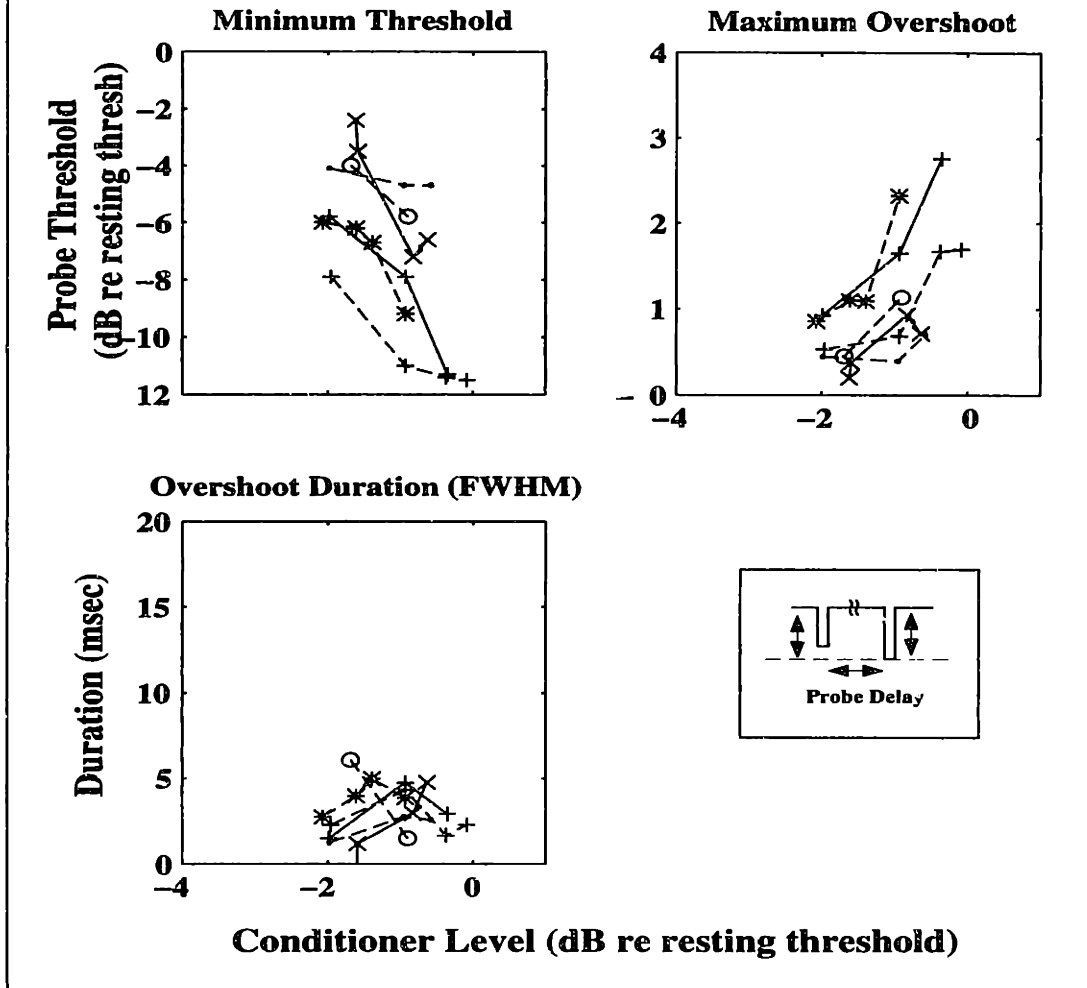 Minimum Threshold
Maximum Overshoot
Probe Threshold
(dB re resting thresh)
0
−2
−4
−6
−8
−10
12
4
3
2
1
− 0
−4
−2
0
Overshoot Duration (FWHM)
Duration (msec)
20
15
10
5
0
−4
−2
0
Probe Delay
Conditioner Level (dB re resting threshold)